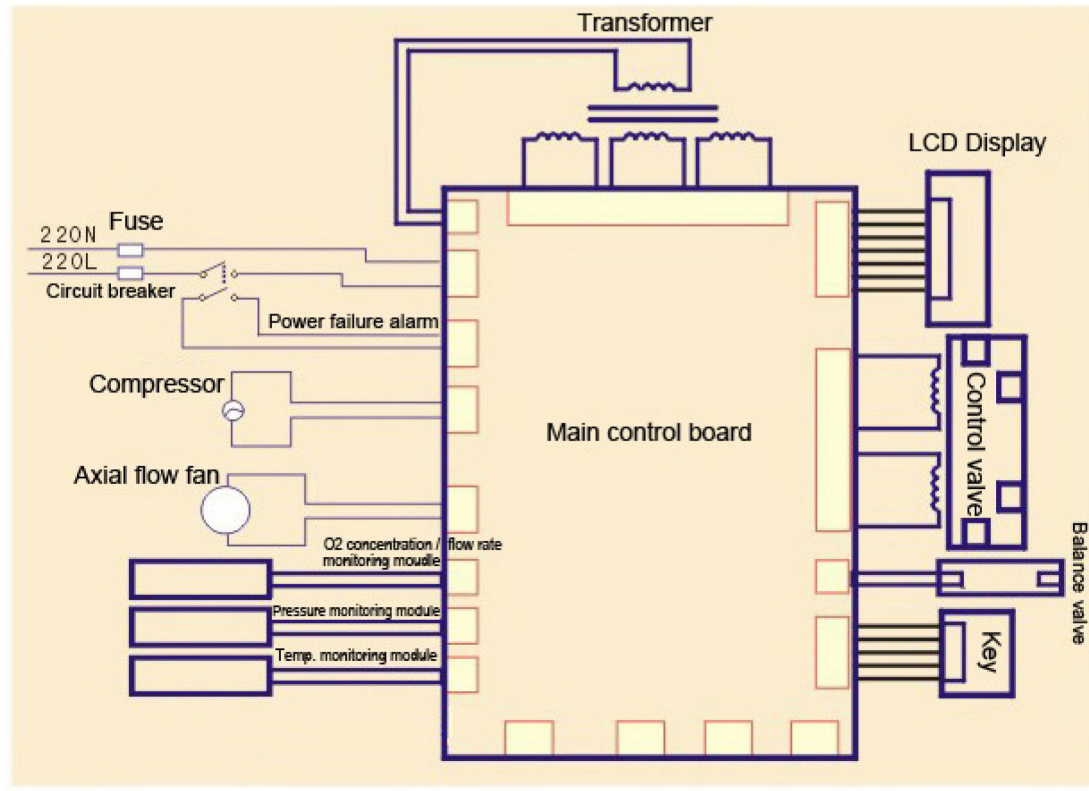 Transformer
LCD Display
Fuse
220N
220L
Circuit breaker
Power failure alarm
Compressor
Control valve
Main control board
Axial flow fan
O2 concentration / flow rate
monitoring moudle
Balance valve
Pressure monitoring module
Key
Temp. monitoring module